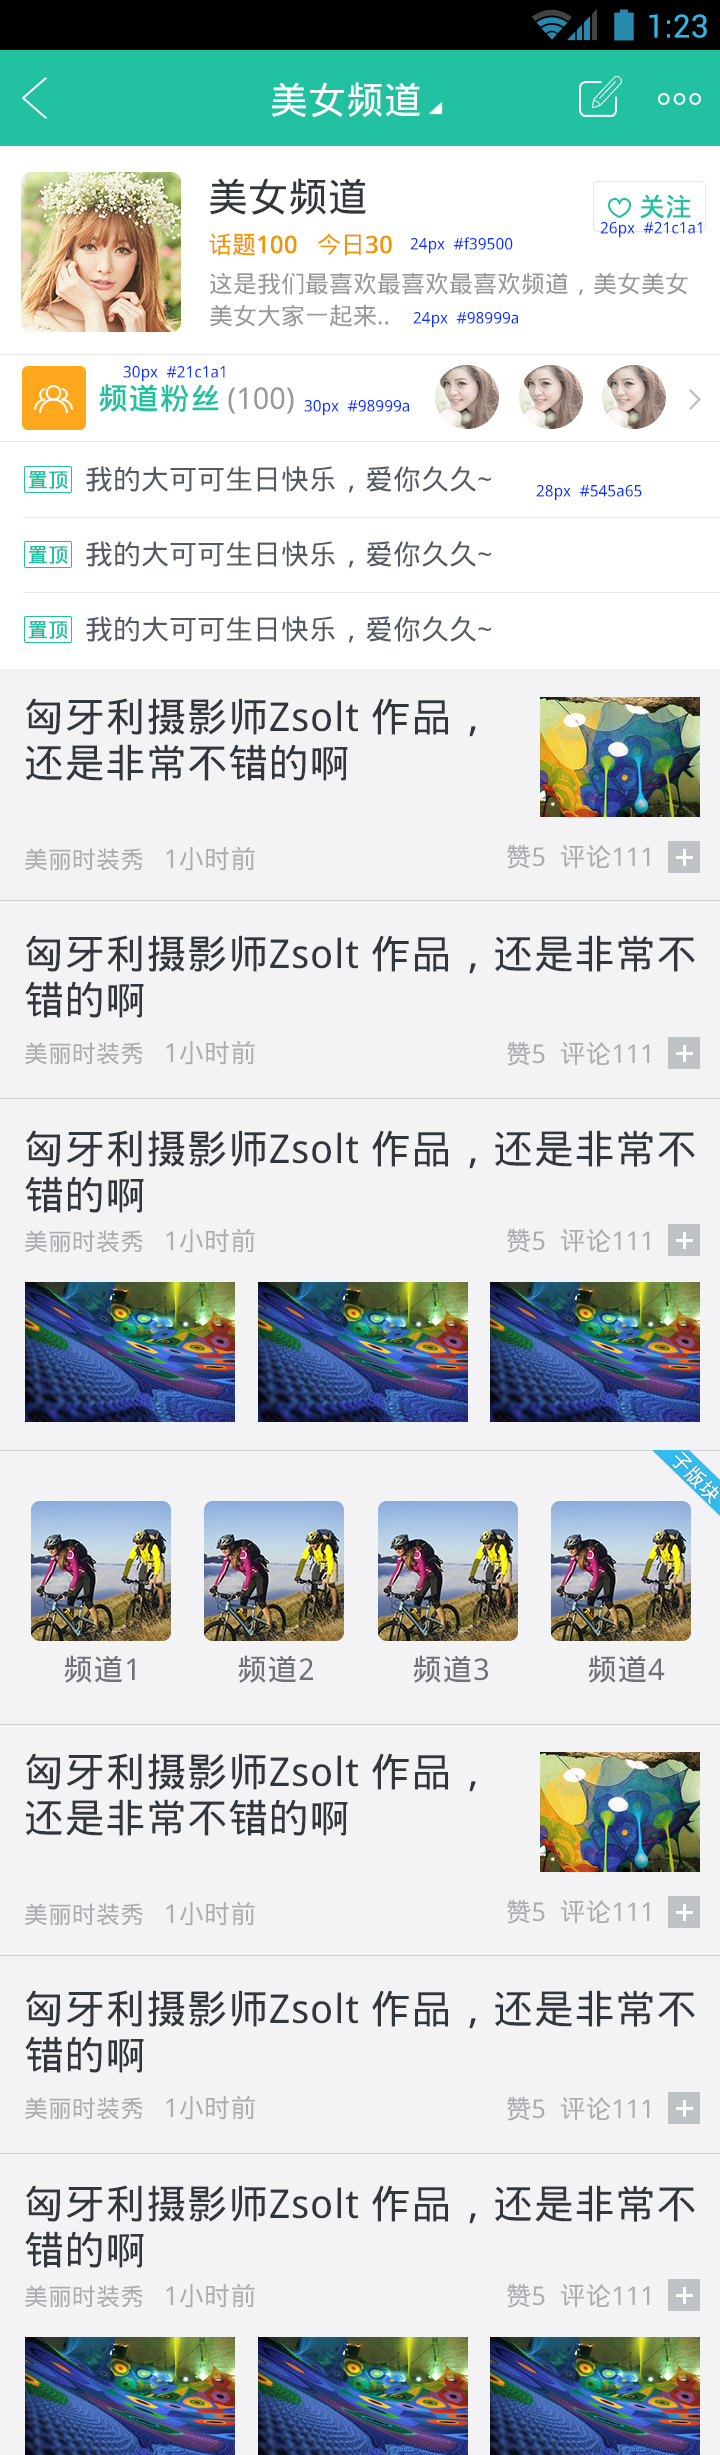 1:23
美女频道
美女频道
关注
26px #21c1a1
话题100 今日30 24px #f39500
这是我们最喜欢最喜欢最喜欢频道，美女美女
美女大家一起来.. 24px #98999a
30px #21c1a1
频道粉丝 (100) 30px #98999a
置顶 我的大可可生日快乐，爱你久久~ 28px #545a65
置顶 我的大可可生日快乐，爱你久久~
置顶 我的大可可生日快乐，爱你久久~
匈牙利摄影师Zsolt 作品，
还是非常不错的啊
美丽时装秀 1小时前 赞5 评论111
匈牙利摄影师Zsolt 作品，还是非常不
错的啊
美丽时装秀 1小时前 赞5 评论111
匈牙利摄影师Zsolt 作品，还是非常不
错的啊
美丽时装秀 1小时前 赞5 评论111
子版块
频道1 频道2 频道3 频道4
匈牙利摄影师Zsolt 作品，
还是非常不错的啊
美丽时装秀 1小时前 赞5 评论111
匈牙利摄影师Zsolt 作品，还是非常不
错的啊
美丽时装秀 1小时前 赞5 评论111
匈牙利摄影师Zsolt 作品，还是非常不
错的啊
美丽时装秀 1小时前 赞5 评论111